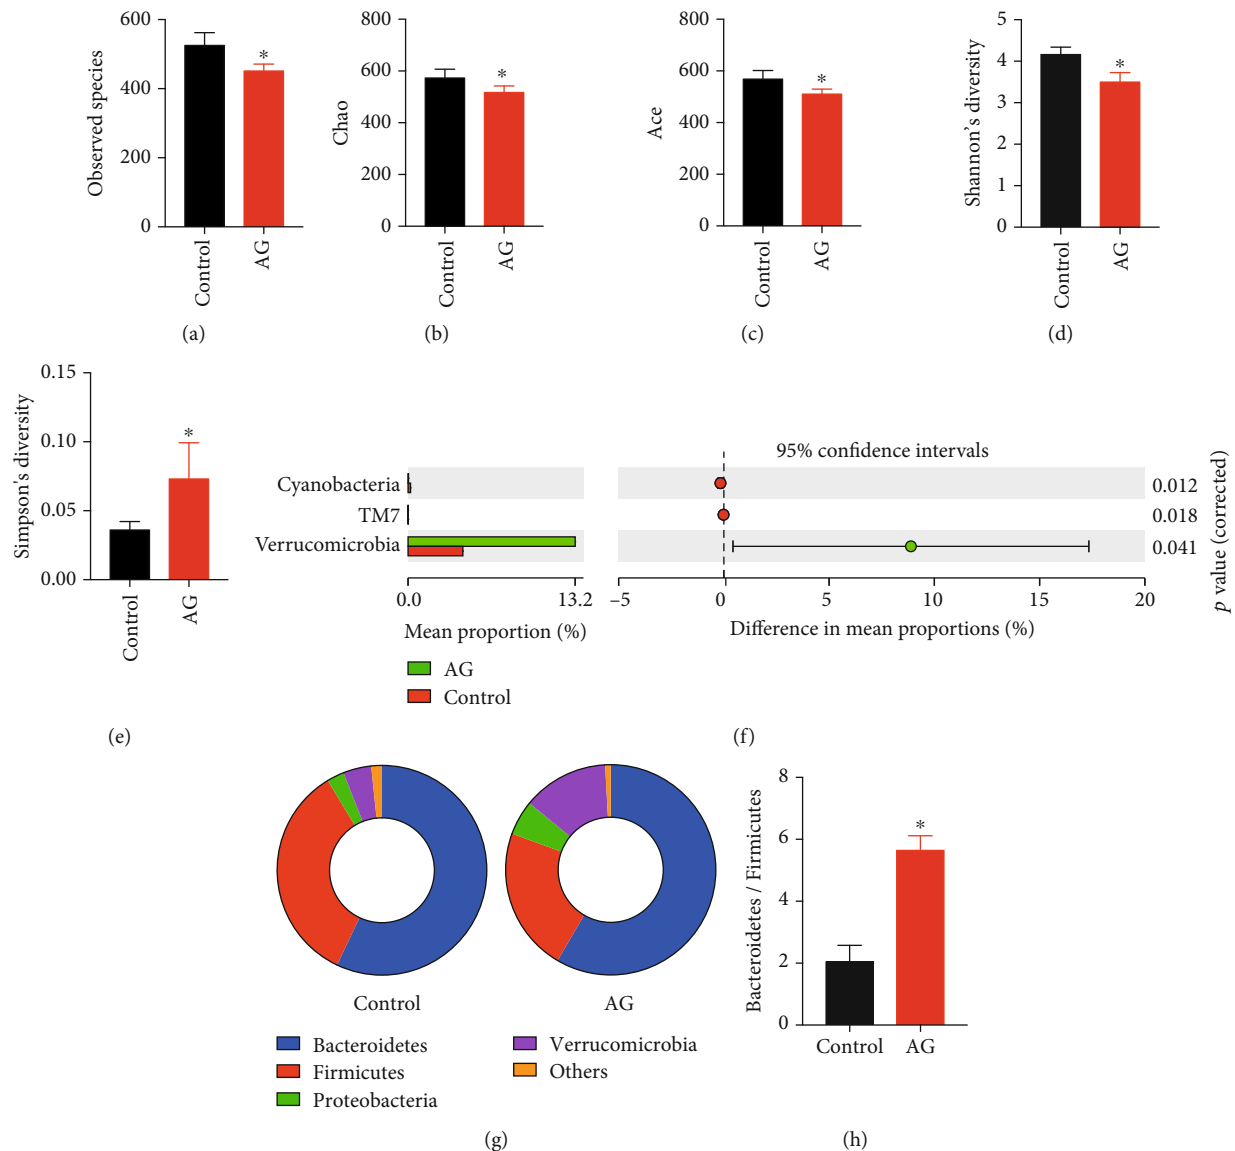 600
400
200
0
Observed species
*
Control
AG
(a)
800
600
400
200
0
Chao
*
Control
AG
(b)
800
600
400
200
0
Ace
*
Control
AG
(c)
5
4
3
2
1
0
Shannon's diversity
*
Control
AG
(d)
0.15
0.10
0.05
0.00
Simpson's diversity
*
Control
AG
(e)
95% confidence intervals
Cyanobacteria
0.012
TM7
0.018
Verrucomicrobia
0.041
p value (corrected)
0.0
13.2
−5
0
5
10
15
20
Mean proportion (%)
Difference in mean proportions (%)
AG
Control
(f)
Control
AG
Bacteroidetes
Firmicutes
Proteobacteria
Verrucomicrobia
Others
(g)
8
6
4
2
0
Bacteroidetes / Firmicutes
*
Control
AG
(h)